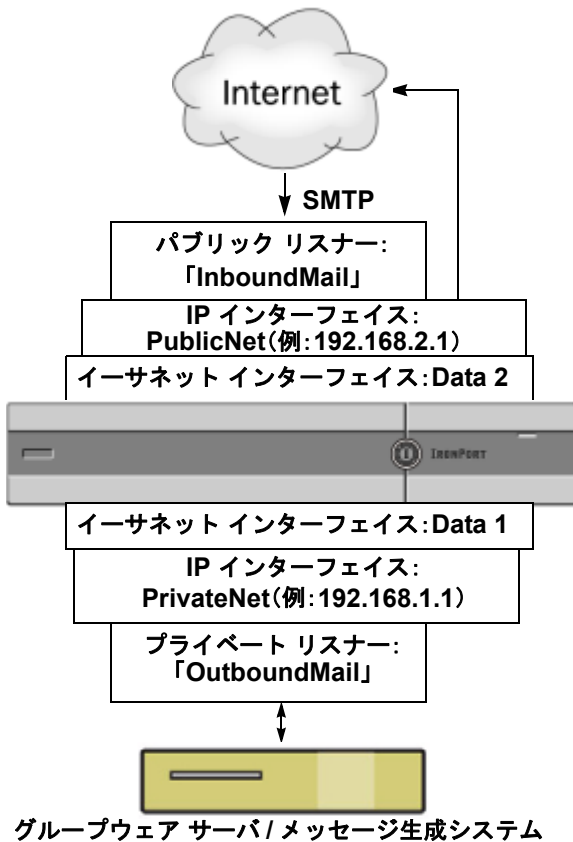 Internet
SMTP
パブリック リスナー:
「InboundMail」
IP インターフェイス:
PublicNet(例:192.168.2.1)
イーサネット インターフェイス:Data 2
IRONPORT
イーサネット インターフェイス:Data 1
IP インターフェイス:
PrivateNet(例:192.168.1.1)
プライベート リスナー:
「OutboundMail」
グループウェア サーバ / メッセージ生成システム